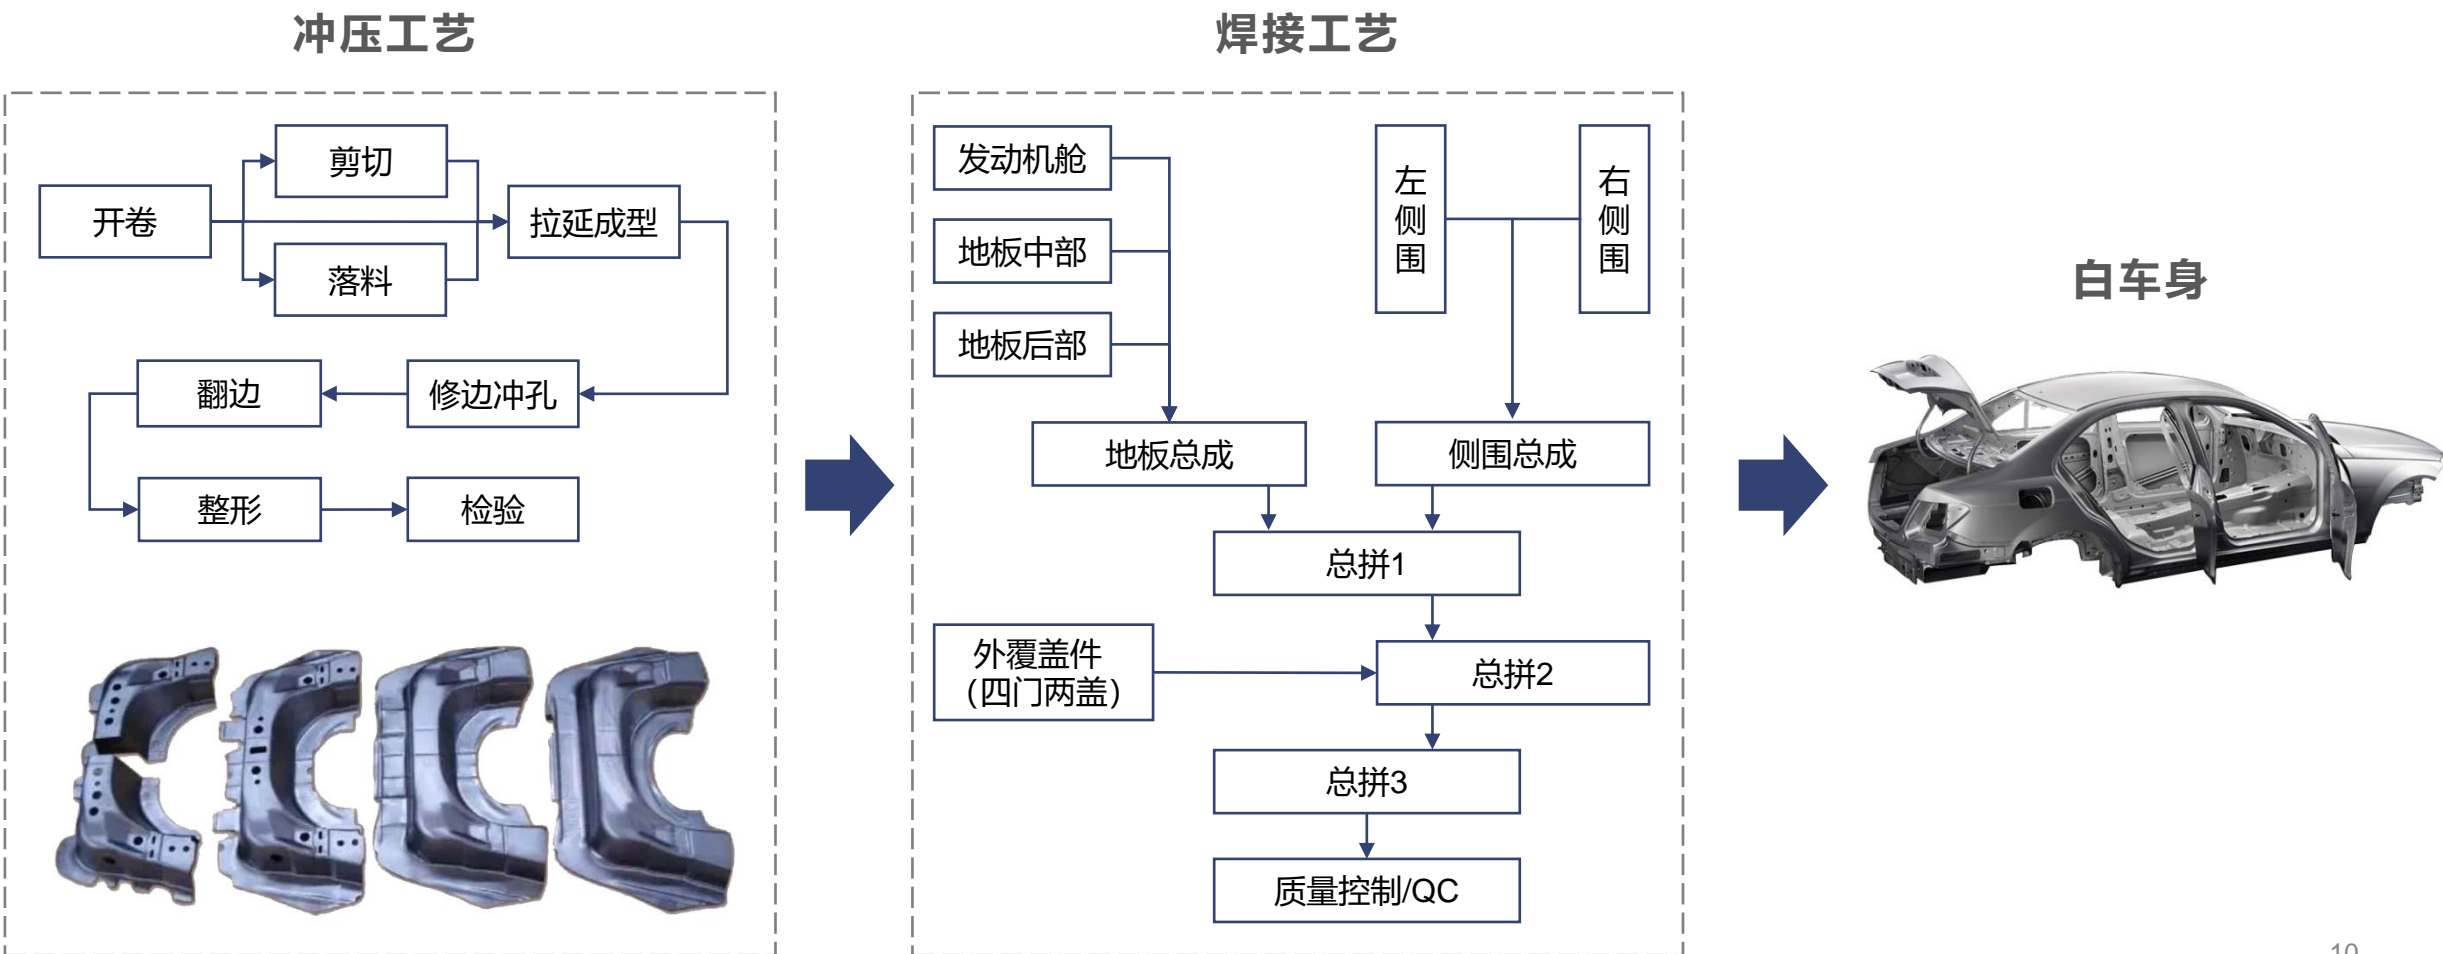 冲压工艺
焊接工艺
白车身
开卷
剪切
落料
拉延成型
修边冲孔
翻边
整形
检验
发动机舱
地板中部
地板后部
左
侧
围
右
侧
围
地板总成
侧围总成
总拼1
外覆盖件
（四门两盖）
总拼2
总拼3
质量控制/QC
10